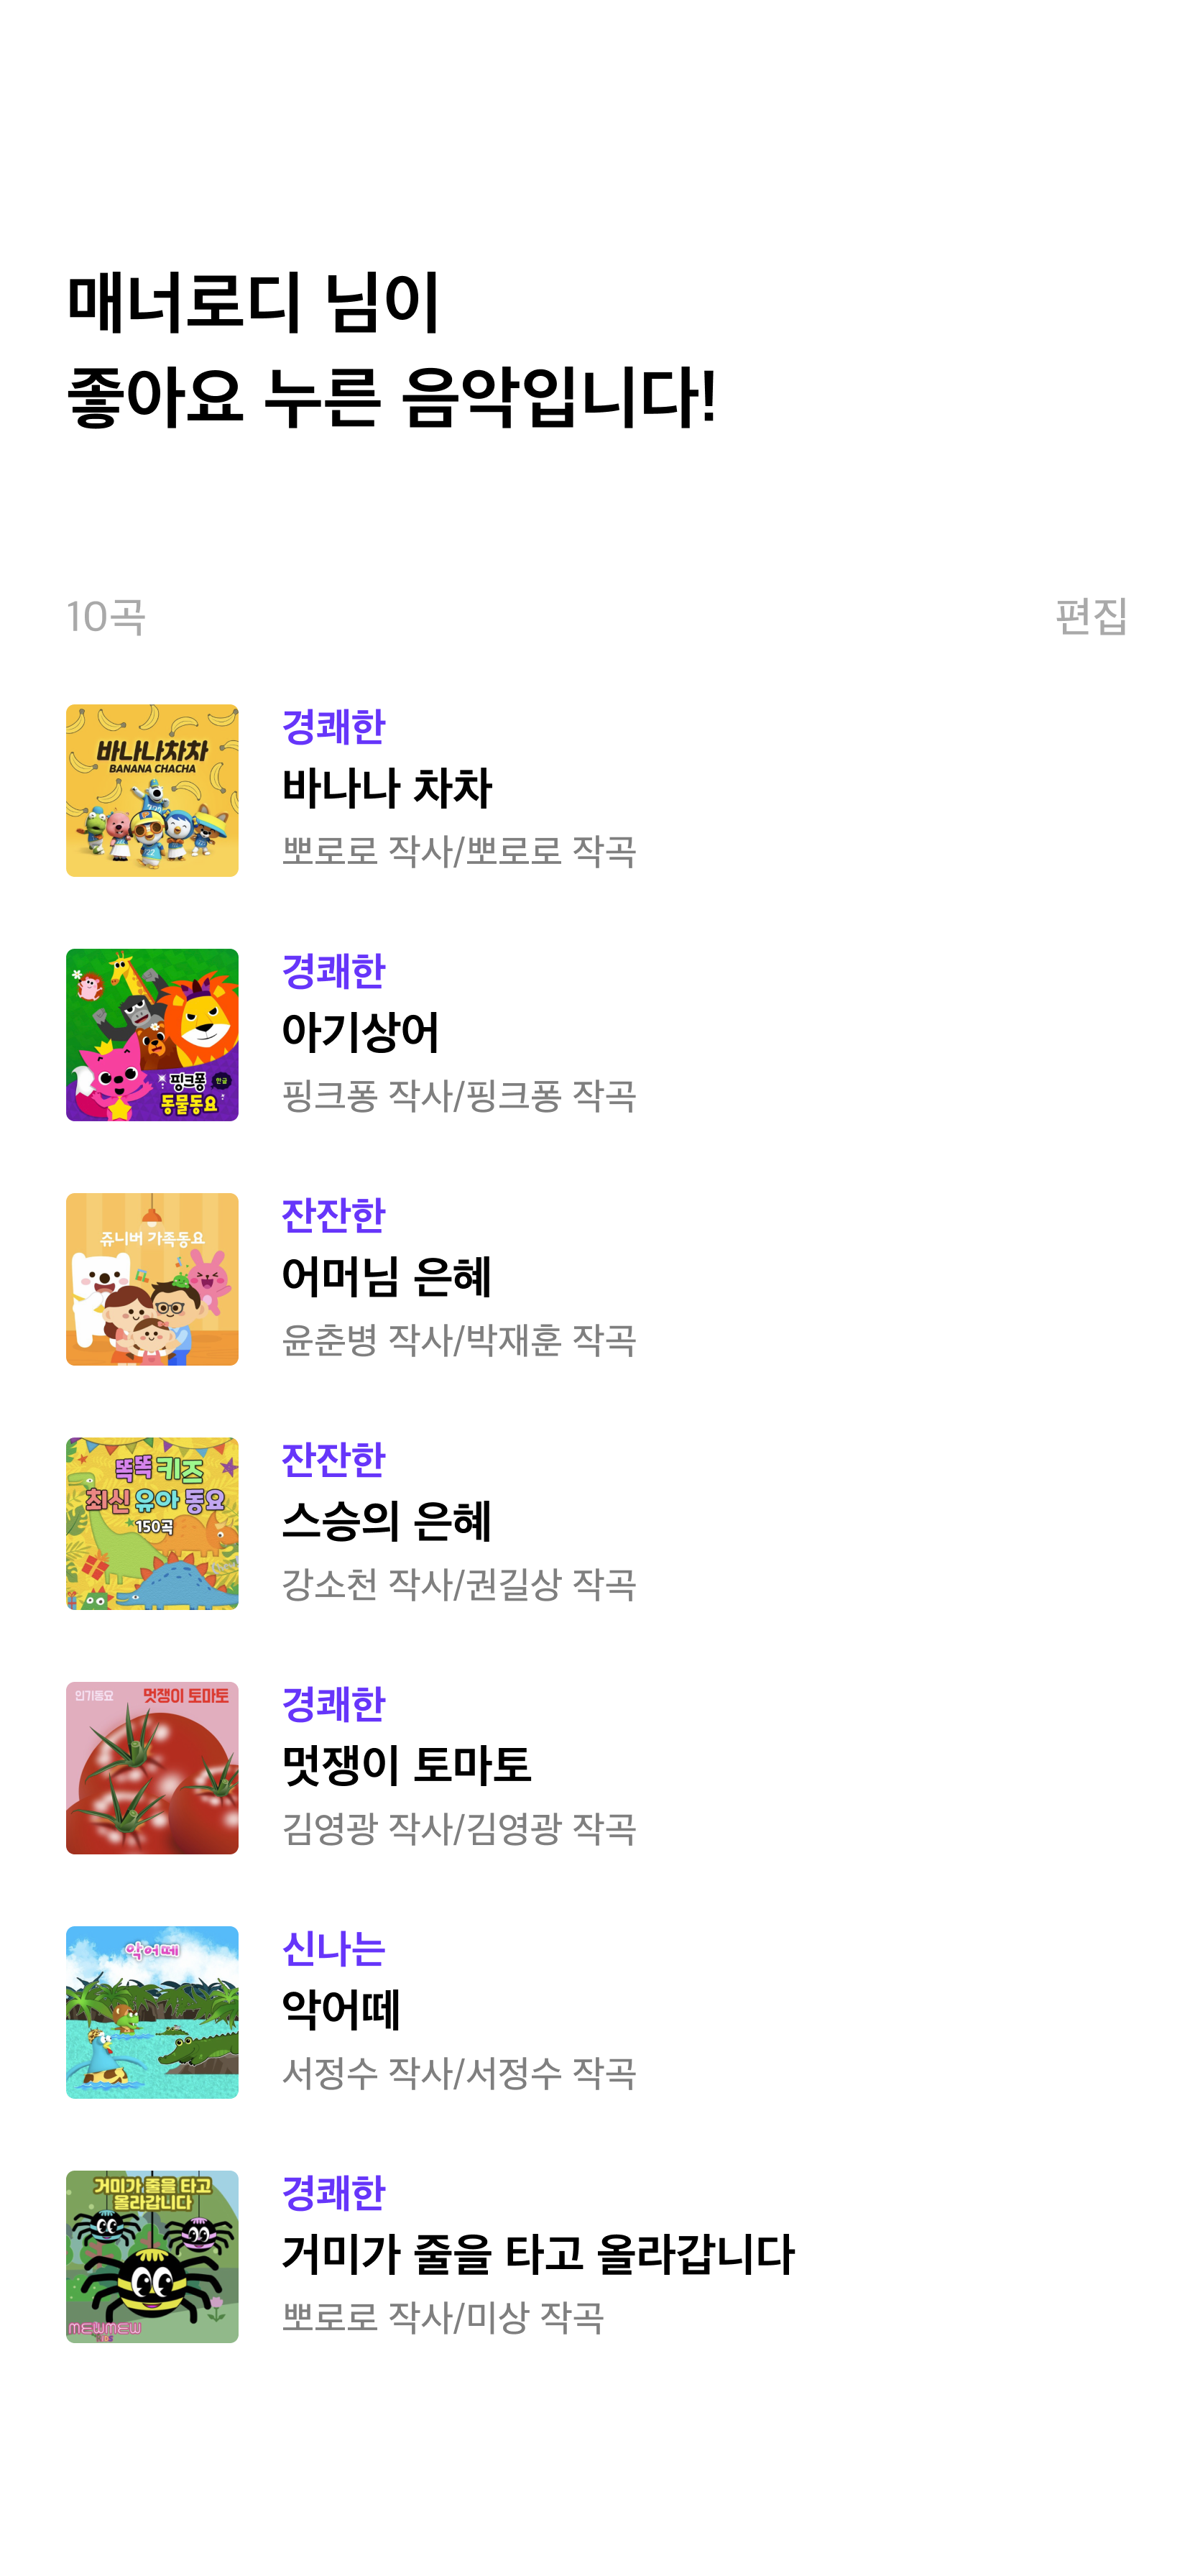 매너로디 님이
좋아요 누른 음악입니다!
10곡
편집
바나나차차
BANANA CHACHA
경쾌한
바나나 차차
뽀로로 작사/뽀로로 작곡
핑크퐁
한글
동물동요
경쾌한
아기상어
핑크퐁 작사/핑크퐁 작곡
쥬니버 가족동요
잔잔한
어머님 은혜
윤춘병 작사/박재훈 작곡
똑똑키즈
최신 유아 동요
150곡
잔잔한
스승의 은혜
강소천 작사/권길상 작곡
인기동요
멋쟁이 토마토
경쾌한
멋쟁이 토마토
김영광 작사/김영광 작곡
악어떼
신나는
악어떼
서정수 작사/서정수 작곡
거미가 줄을 타고
올라갑니다
MEWMEW
KIDS
경쾌한
거미가 줄을 타고 올라갑니다
뽀로로 작사/미상 작곡